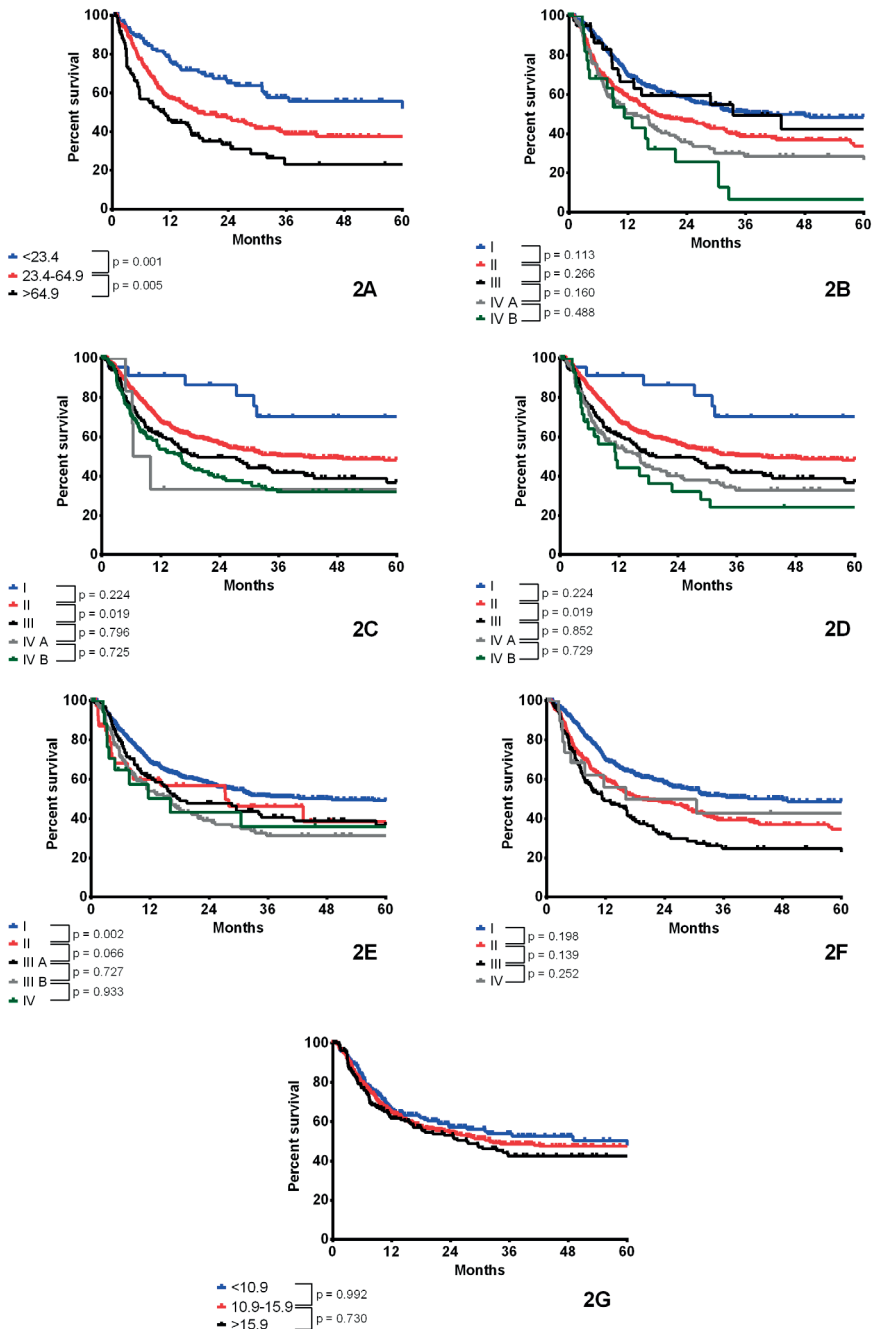 100
80
60
40
20
0
Percent survival
0 12 24 36 48 60
Months
<23.4
23.4-64.9
>64.9
p = 0.001
p = 0.005
2A
100
80
60
40
20
0
Percent survival
0 12 24 36 48 60
Months
I
II
III
IV A
IV B
p = 0.113
p = 0.266
p = 0.160
p = 0.488
2B
100
80
60
40
20
0
Percent survival
0 12 24 36 48 60
Months
I
II
III
IV A
IV B
p = 0.224
p = 0.019
p = 0.796
p = 0.725
2C
100
80
60
40
20
0
Percent survival
0 12 24 36 48 60
Months
I
II
III
IV A
IV B
p = 0.224
p = 0.019
p = 0.852
p = 0.729
2D
100
80
60
40
20
0
Percent survival
0 12 24 36 48 60
Months
I
II
III A
III B
IV
p = 0.002
p = 0.066
p = 0.727
p = 0.933
2E
100
80
60
40
20
0
Percent survival
0 12 24 36 48 60
Months
I
II
III
IV
p = 0.198
p = 0.139
p = 0.252
2F
100
80
60
40
20
0
Percent survival
0 12 24 36 48 60
Months
<10.9
10.9-15.9
>15.9
p = 0.992
p = 0.730
2G